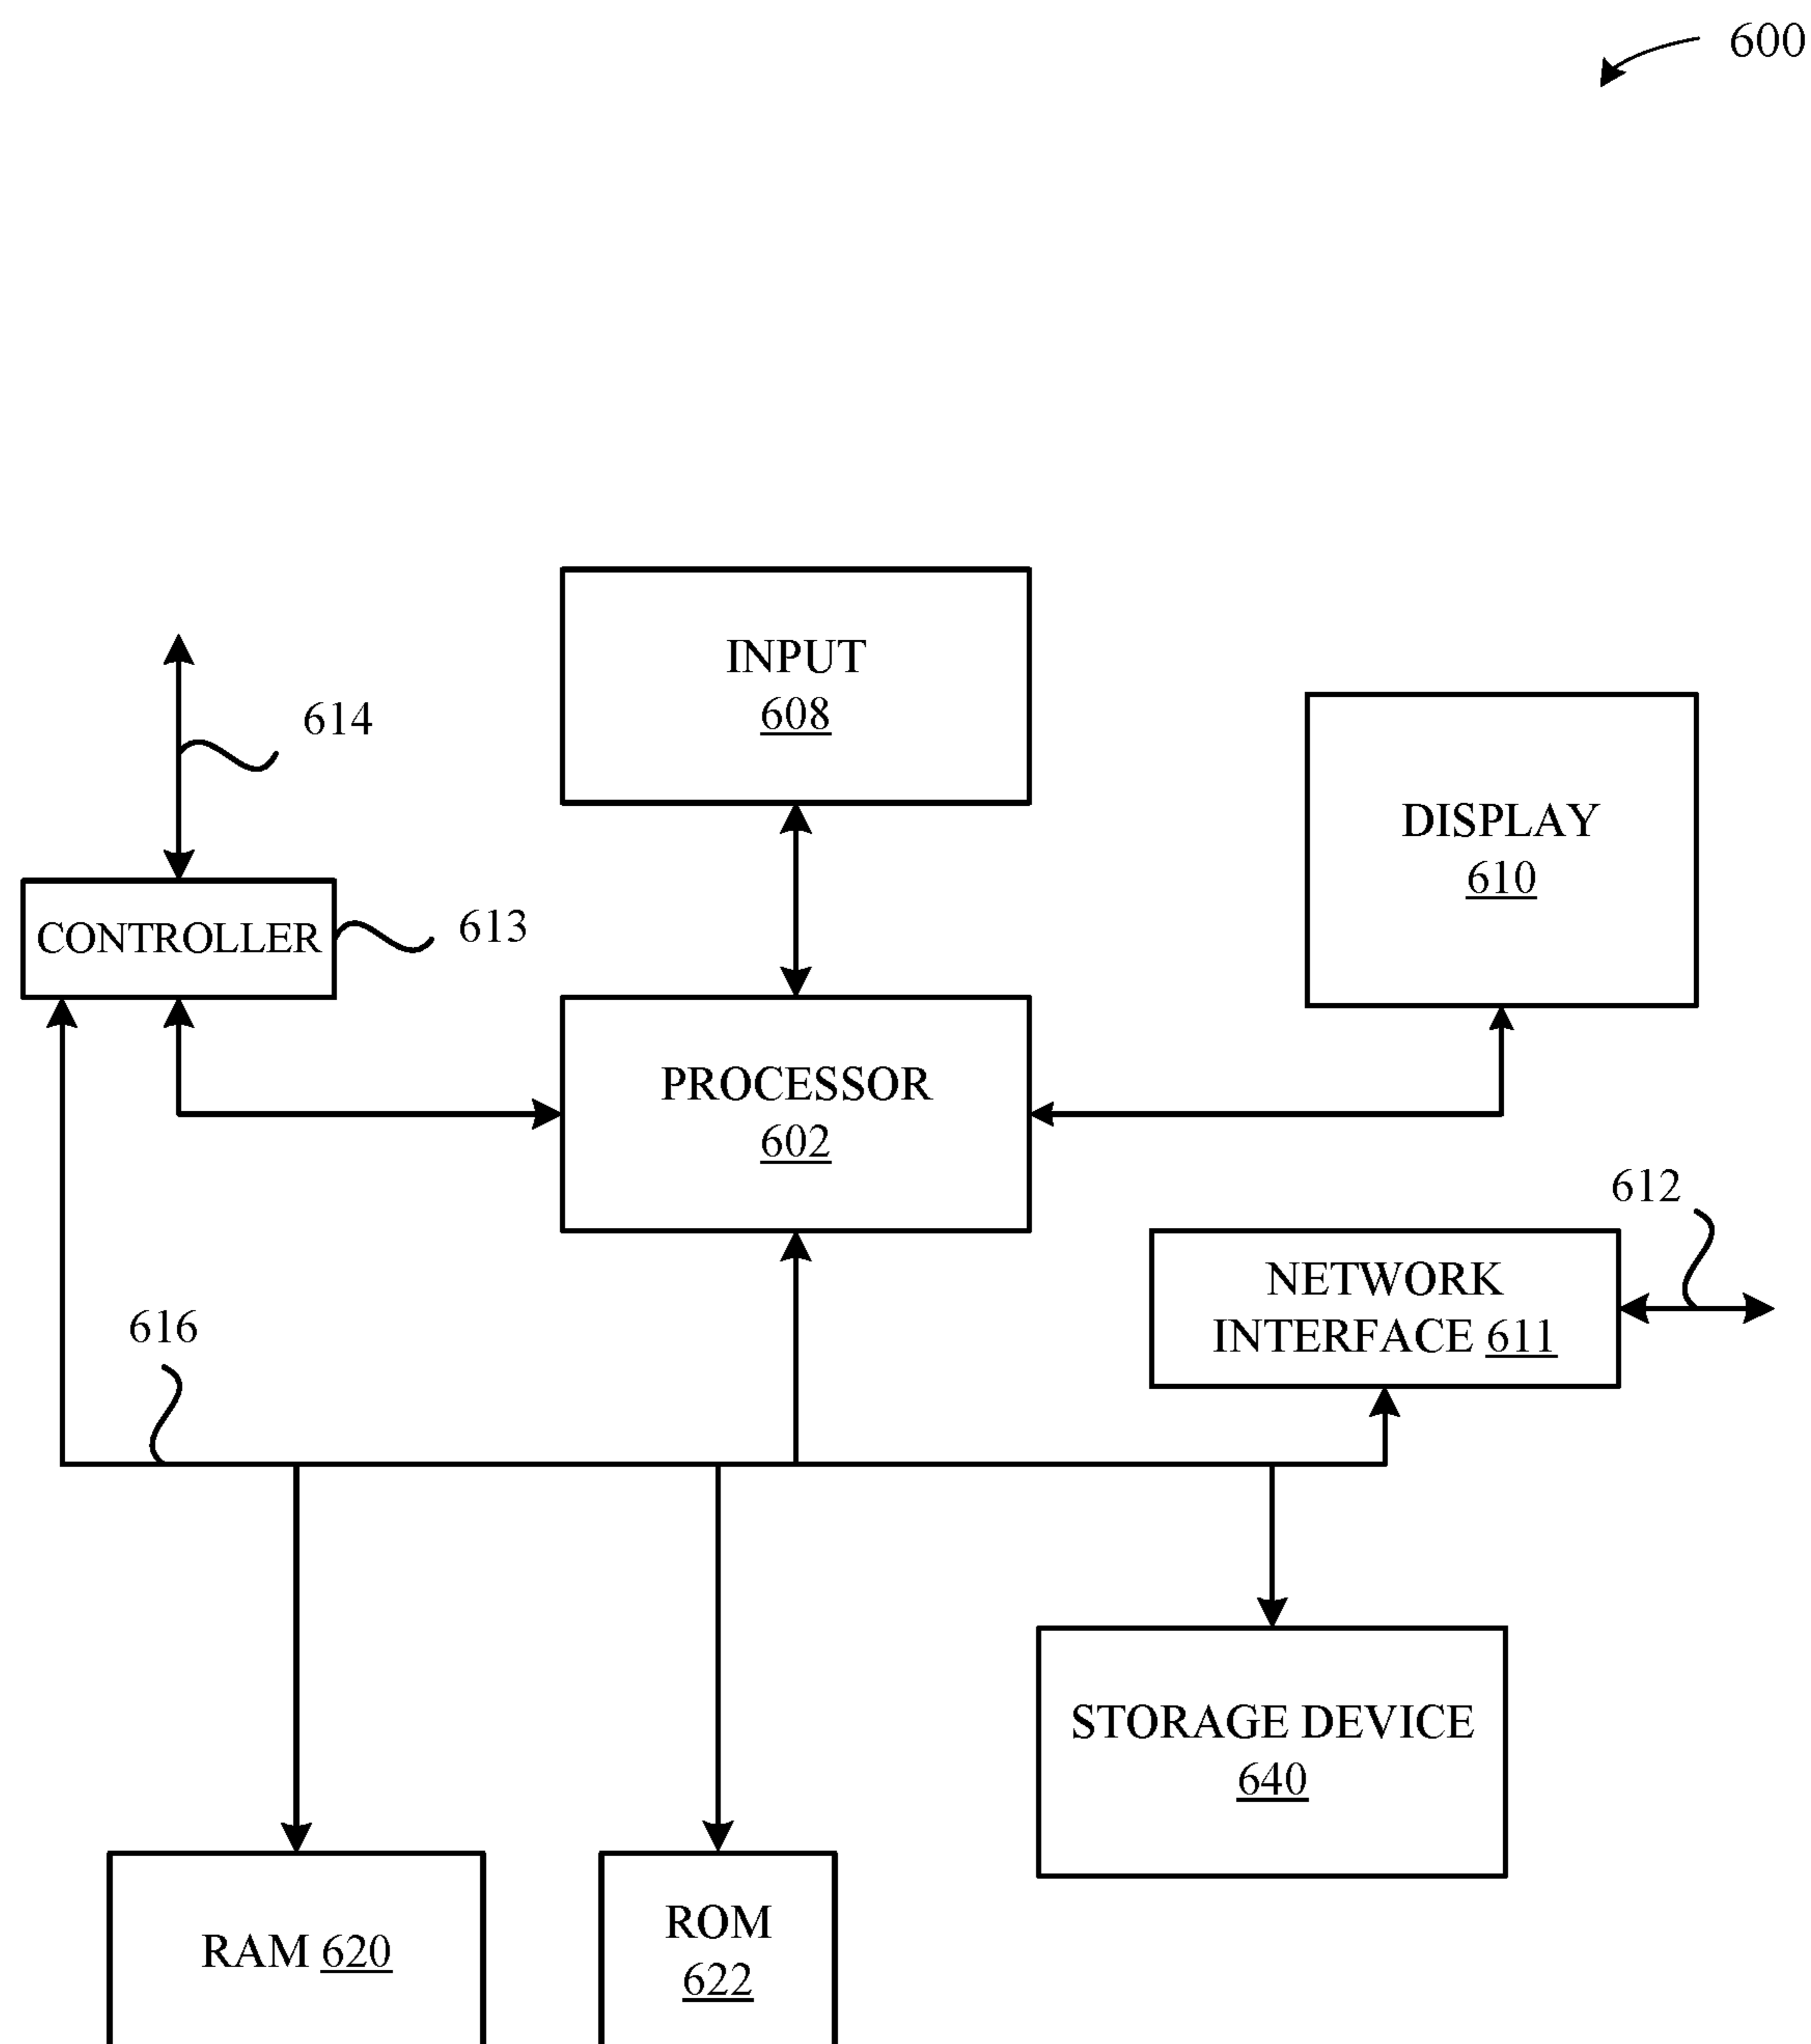 600
INPUT
608
614
DISPLAY
610
CONTROLLER
613
PROCESSOR
602
612
NETWORK
INTERFACE 611
616
STORAGE DEVICE
640
RAM 620
ROM
622